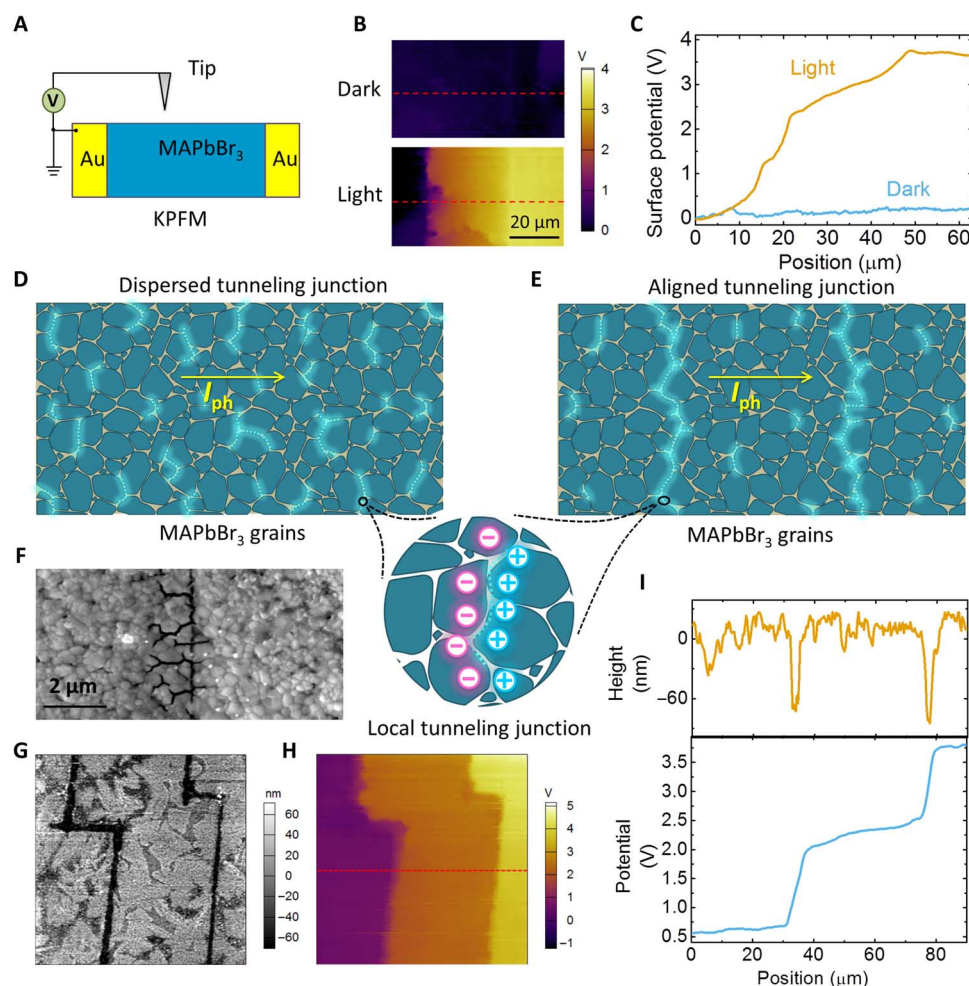 A
Tip
V
Au
MAPbBr₃
Au
KPFM
B
V
Dark
4
3
2
1
0
Light
20 μm
C
Surface potential (V)
4
3
2
1
0
Light
Dark
0 10 20 30 40 50 60
Position (μm)
D
Dispersed tunneling junction
I_ph
MAPbBr₃ grains
E
Aligned tunneling junction
I_ph
MAPbBr₃ grains
F
2 μm
Local tunneling junction
G
nm
60
40
20
0
-20
-40
-60
H
V
5
4
3
2
1
0
-1
I
Height
(nm)
0
-60
Potential
(V)
3.5
3.0
2.5
2.0
1.5
1.0
0.5
0 20 40 60 80
Position (μm)